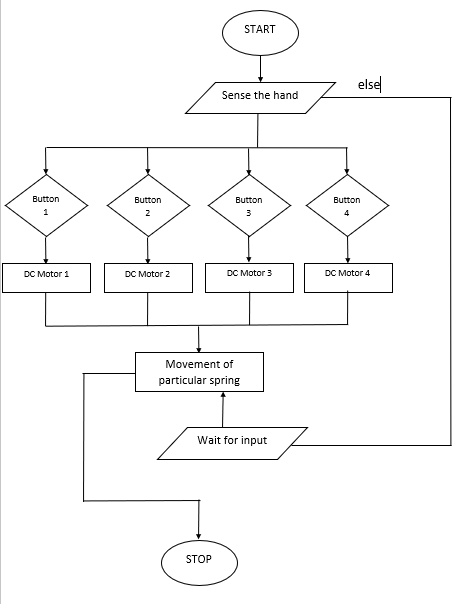 START
else
Sense the hand
Button
1
Button
2
Button
3
Button
4
DC Motor 1
DC Motor 2
DC Motor 3
DC Motor 4
Movement of
particular spring
Wait for input
STOP